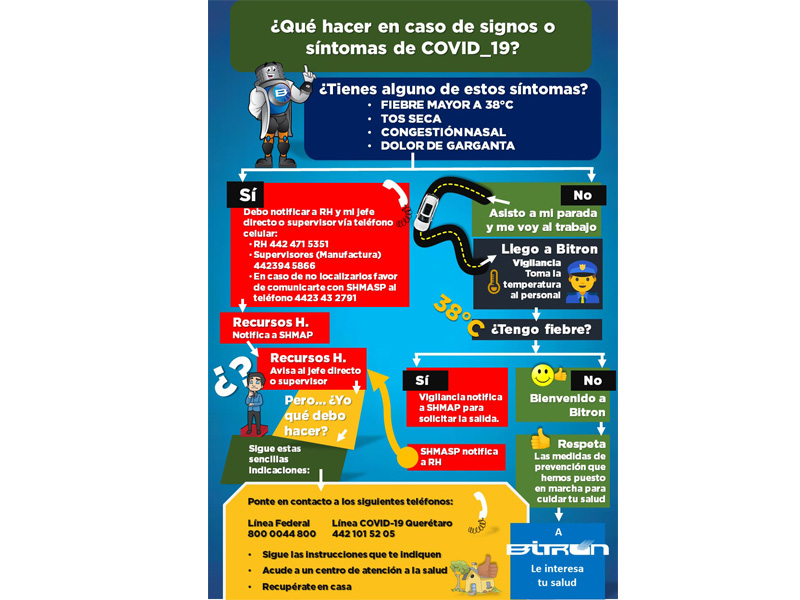 ¿Qué hacer en caso de signos o
síntomas de COVID_19?
B
¿Tienes alguno de estos síntomas?
• FIEBRE MAYOR A 38°C
• TOS SECA
• CONGESTIÓN NASAL
• DOLOR DE GARGANTA
Sí
Debo notificar a RH y mi jefe
directo o supervisor vía teléfono
celular:
• RH 442 471 5351
• Supervisores (Manufactura)
4423945866
• En caso de no localizarlos favor
de comunicarte con SHMASP al
teléfono 4423 43 2791
Recursos H.
Notifica a SHMAP
Recursos H.
Avisa al jefe directo
o supervisor
¿?
Pero... ¿Yo
qué debo
hacer?
Sigue estas
sencillas
indicaciones:
No
Asisto a mi parada
y me voy al trabajo
Llego a Bitron
Vigilancia
Toma la
temperatura
al personal
38°C
¿Tengo fiebre?
Sí
Vigilancia notifica
a SHMAP para
solicitar la salida.
SHMASP notifica
a RH
No
Bienvenido a
Bitron
Respeta
Las medidas de
prevención que
hemos puesto
en marcha para
cuidar tu salud
A
BITRON
Le interesa
tu salud
Ponte en contacto a los siguientes teléfonos:
Línea Federal Línea COVID-19 Querétaro
800 0044 800 442 101 52 05
• Sigue las instrucciones que te indiquen
• Acude a un centro de atención a la salud
• Recupérate en casa